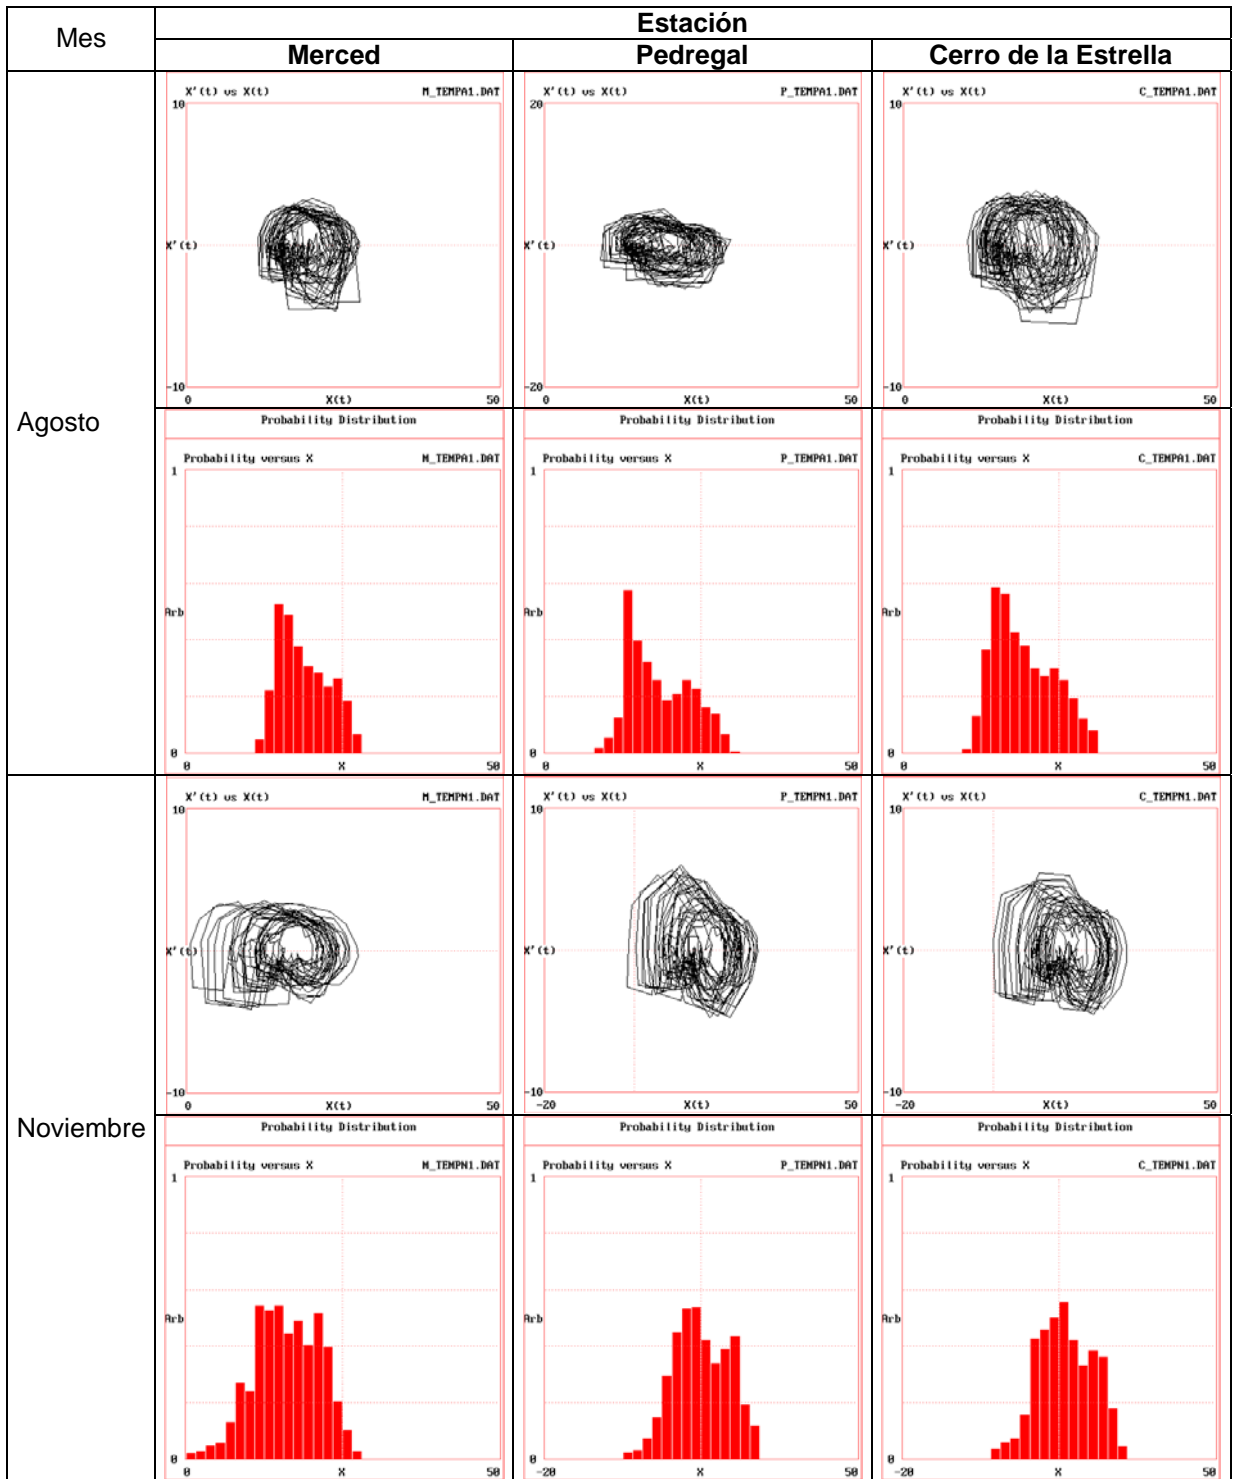 Mes
Estación
Merced Pedregal Cerro de la Estrella
Agosto
X'(t) vs X(t) M_TEMPA1.DAT
10
X'(t)
-10
0 X(t) 50
X'(t) vs X(t) P_TEMPA1.DAT
20
X'(t)
-20
0 X(t) 50
X'(t) vs X(t) C_TEMPA1.DAT
10
X'(t)
-10
0 X(t) 50
Probability Distribution
Probability versus X M_TEMPA1.DAT
1
Arb
0
0 X 50
Probability Distribution
Probability versus X P_TEMPA1.DAT
1
Arb
0
0 X 50
Probability Distribution
Probability versus X C_TEMPA1.DAT
1
Arb
0
0 X 50
Noviembre
X'(t) vs X(t) M_TEMPN1.DAT
10
X'(t)
-10
0 X(t) 50
X'(t) vs X(t) P_TEMPN1.DAT
10
X'(t)
-10
-20 X(t) 50
X'(t) vs X(t) C_TEMPN1.DAT
10
X'(t)
-10
-20 X(t) 50
Probability Distribution
Probability versus X M_TEMPN1.DAT
1
Arb
0
0 X 50
Probability Distribution
Probability versus X P_TEMPN1.DAT
1
Arb
0
-20 X 50
Probability Distribution
Probability versus X C_TEMPN1.DAT
1
Arb
0
-20 X 50